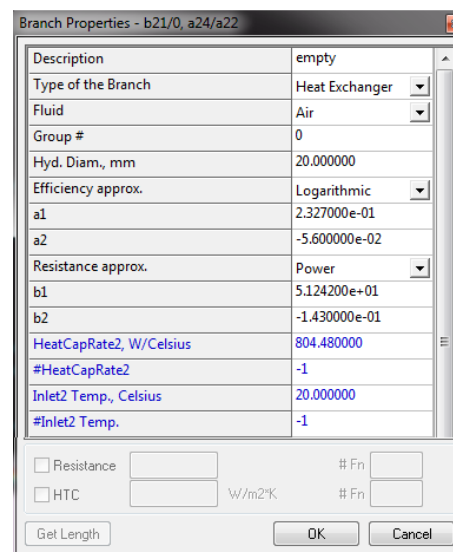 Branch Properties - b21/0, a24/a22
Description empty
Type of the Branch Heat Exchanger
Fluid Air
Group # 0
Hyd. Diam., mm 20.000000
Efficiency approx. Logarithmic
a1 2.327000e-01
a2 -5.600000e-02
Resistance approx. Power
b1 5.124200e+01
b2 -1.430000e-01
HeatCapRate2, W/Celsius 804.480000
#HeatCapRate2 -1
Inlet2 Temp., Celsius 20.000000
#Inlet2 Temp. -1
Resistance # Fn
HTC W/m2*K # Fn
Get Length OK Cancel